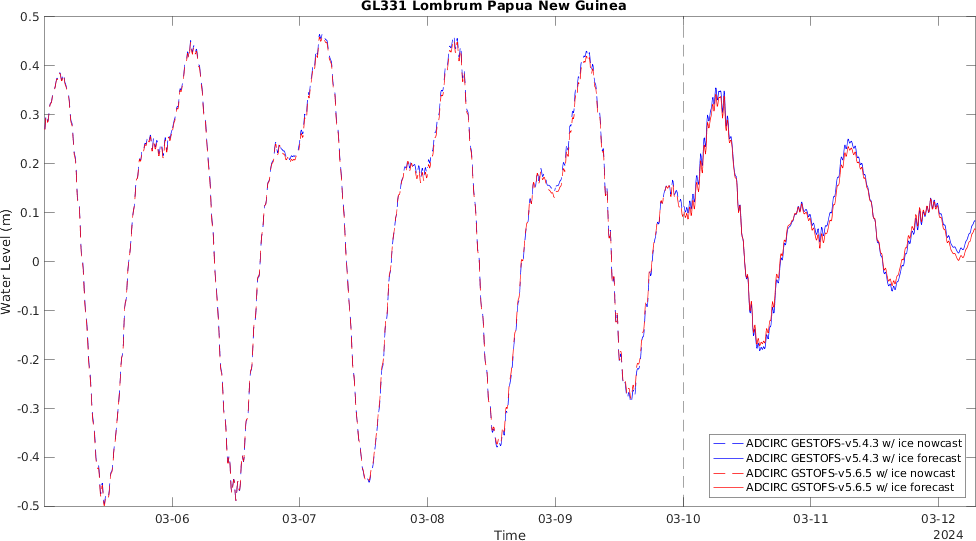 GL331 Lombrum Papua New Guinea
0.5
0.4
0.3
0.2
0.1
0
-0.1
-0.2
-0.3
-0.4
-0.5
Water Level (m)
03-06 03-07 03-08 03-09 03-10 03-11 03-12
Time
2024
ADCIRC GESTOFS-v5.4.3 w/ ice nowcast
ADCIRC GESTOFS-v5.4.3 w/ ice forecast
ADCIRC GSTOFS-v5.6.5 w/ ice nowcast
ADCIRC GSTOFS-v5.6.5 w/ ice forecast